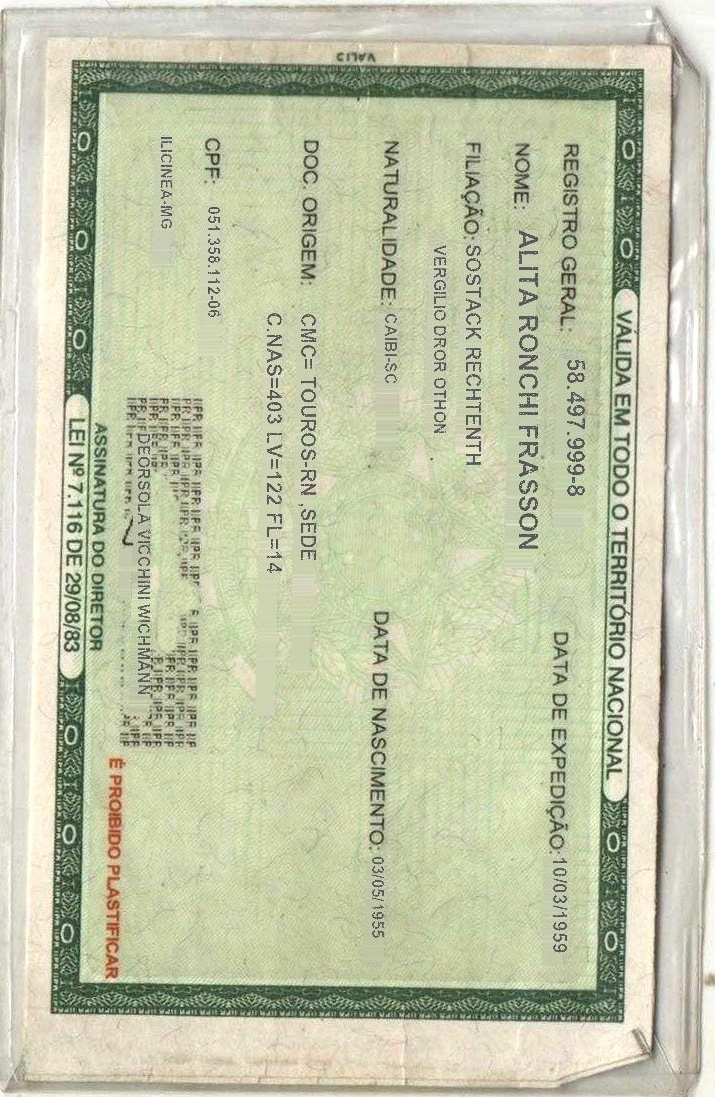 VÁLIDA EM TODO O TERRITÓRIO NACIONAL
REGISTRO GERAL: 58.497.999-8 DATA DE EXPEDIÇÃO: 10/03/1959
NOME: ALITA RONCHI FRASSON
FILIAÇÃO: SOSTACK RECHTENTH
VERGILIO DROR OTHON
NATURALIDADE: CAIBI-SC DATA DE NASCIMENTO: 03/05/1955
DOC. ORIGEM: CMC= TOUROS-RN ,SEDE
C.NAS=403 LV=122 FL=14
CPF: 051.358.112-06
ILICINEA-MG
DEORSOLA VICCHINI WICHMANN
ASSINATURA DO DIRETOR
É PROIBIDO PLASTIFICAR
LEI Nº 7.116 DE 29/08/83